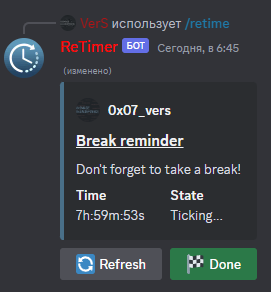 VerS использует /retime
ReTimer БОТ Сегодня, в 6:45
(изменено)
0x07_vers
Break reminder
Don't forget to take a break!
Time State
7h:59m:53s Ticking...
Refresh Done